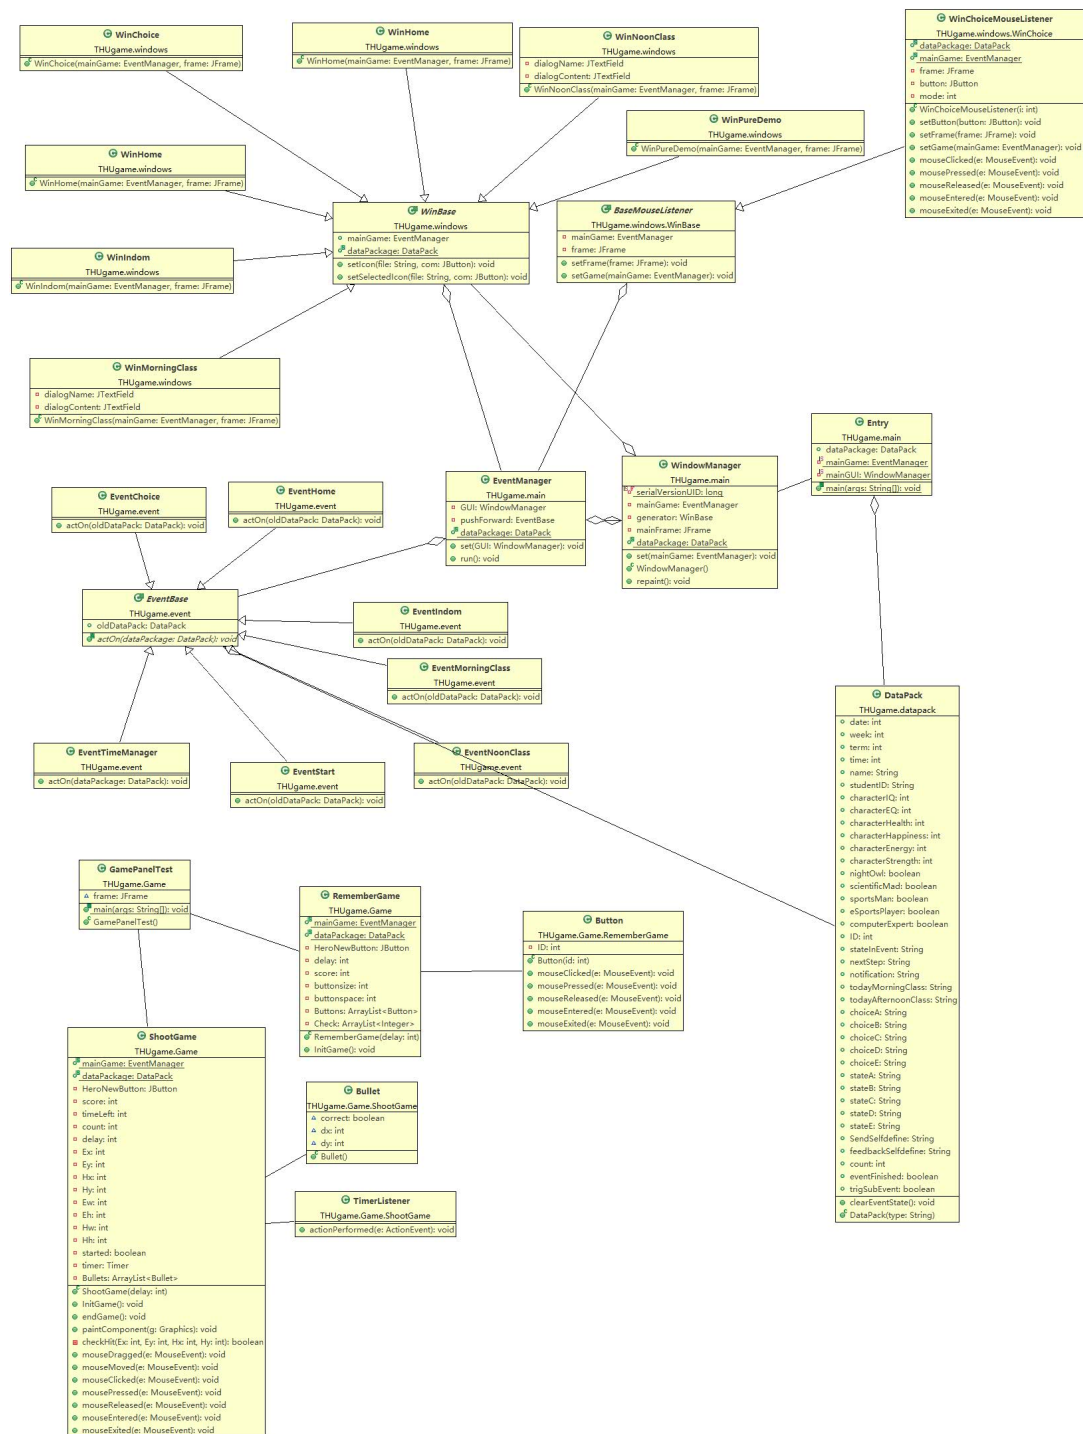 WinChoice
THUgame.windows
WinChoice(mainGame: EventManager, frame: JFrame)
WinHome
THUgame.windows
WinHome(mainGame: EventManager, frame: JFrame)
WinNoonClass
THUgame.windows
dialogName: JTextField
dialogContent: JTextField
WinNoonClass(mainGame: EventManager, frame: JFrame)
WinChoiceMouseListener
THUgame.windows.WinChoice
dataPackage: DataPack
mainGame: EventManager
frame: JFrame
button: JButton
mode: int
WinChoiceMouseListener(i: int)
setButton(button: JButton): void
setFrame(frame: JFrame): void
setGame(mainGame: EventManager): void
mouseClicked(e: MouseEvent): void
mousePressed(e: MouseEvent): void
mouseReleased(e: MouseEvent): void
mouseEntered(e: MouseEvent): void
mouseExited(e: MouseEvent): void
WinPureDemo
THUgame.windows
WinPureDemo(mainGame: EventManager, frame: JFrame)
WinHome
THUgame.windows
WinHome(mainGame: EventManager, frame: JFrame)
WinBase
THUgame.windows
mainGame: EventManager
dataPackage: DataPack
setIcon(file: String, com: JButton): void
setSelectedIcon(file: String, com: JButton): void
BaseMouseListener
THUgame.windows.WinBase
mainGame: EventManager
frame: JFrame
setFrame(frame: JFrame): void
setGame(mainGame: EventManager): void
WinIndom
THUgame.windows
WinIndom(mainGame: EventManager, frame: JFrame)
WinMorningClass
THUgame.windows
dialogName: JTextField
dialogContent: JTextField
WinMorningClass(mainGame: EventManager, frame: JFrame)
Entry
THUgame.main
dataPackage: DataPack
mainGame: EventManager
mainGUI: WindowManager
main(args: String[]): void
EventManager
THUgame.main
GUI: WindowManager
pushForward: EventBase
dataPackage: DataPack
set(GUI: WindowManager): void
run(): void
WindowManager
THUgame.main
serialVersionUID: long
mainGame: EventManager
generator: WinBase
mainFrame: JFrame
dataPackage: DataPack
set(mainGame: EventManager): void
WindowManager()
repaint(): void
EventChoice
THUgame.event
actOn(oldDataPack: DataPack): void
EventHome
THUgame.event
actOn(oldDataPack: DataPack): void
EventBase
THUgame.event
oldDataPack: DataPack
actOn(dataPackage: DataPack): void
EventIndom
THUgame.event
actOn(oldDataPack: DataPack): void
EventMorningClass
THUgame.event
actOn(oldDataPack: DataPack): void
EventTimeManager
THUgame.event
actOn(dataPackage: DataPack): void
EventStart
THUgame.event
actOn(oldDataPack: DataPack): void
EventNoonClass
THUgame.event
actOn(oldDataPack: DataPack): void
DataPack
THUgame.datapack
date: int
week: int
term: int
time: int
name: String
studentID: String
characterIQ: int
characterEQ: int
characterHealth: int
characterHappiness: int
characterEnergy: int
characterStrength: int
nightOwl: boolean
scientificMad: boolean
sportsMan: boolean
eSportsPlayer: boolean
computerExpert: boolean
ID: int
stateInEvent: String
nextStep: String
notification: String
todayMorningClass: String
todayAfternoonClass: String
choiceA: String
choiceB: String
choiceC: String
choiceD: String
choiceE: String
stateA: String
stateB: String
stateC: String
stateD: String
stateE: String
SendSelfdefine: String
feedbackSelfdefine: String
count: int
eventFinished: boolean
trigSubEvent: boolean
clearEventState(): void
DataPack(type: String)
GamePanelTest
THUgame.Game
frame: JFrame
main(args: String[]): void
GamePanelTest()
RememberGame
THUgame.Game
mainGame: EventManager
dataPackage: DataPack
HeroNewButton: JButton
delay: int
score: int
buttonsize: int
buttonspace: int
Buttons: ArrayList<Button>
Check: ArrayList<Integer>
RememberGame(delay: int)
InitGame(): void
Button
THUgame.Game.RememberGame
ID: int
Button(id: int)
mouseClicked(e: MouseEvent): void
mousePressed(e: MouseEvent): void
mouseReleased(e: MouseEvent): void
mouseEntered(e: MouseEvent): void
mouseExited(e: MouseEvent): void
ShootGame
THUgame.Game
mainGame: EventManager
dataPackage: DataPack
HeroNewButton: JButton
score: int
timeLeft: int
count: int
delay: int
Ex: int
Ey: int
Hx: int
Hy: int
Ew: int
Eh: int
Hw: int
Hh: int
started: boolean
timer: Timer
Bullets: ArrayList<Bullet>
ShootGame(delay: int)
InitGame(): void
endGame(): void
paintComponent(g: Graphics): void
checkHit(Ex: int, Ey: int, Hx: int, Hy: int): boolean
mouseDragged(e: MouseEvent): void
mouseMoved(e: MouseEvent): void
mouseClicked(e: MouseEvent): void
mousePressed(e: MouseEvent): void
mouseReleased(e: MouseEvent): void
mouseEntered(e: MouseEvent): void
mouseExited(e: MouseEvent): void
Bullet
THUgame.Game.ShootGame
correct: boolean
dx: int
dy: int
Bullet()
TimerListener
THUgame.Game.ShootGame
actionPerformed(e: ActionEvent): void